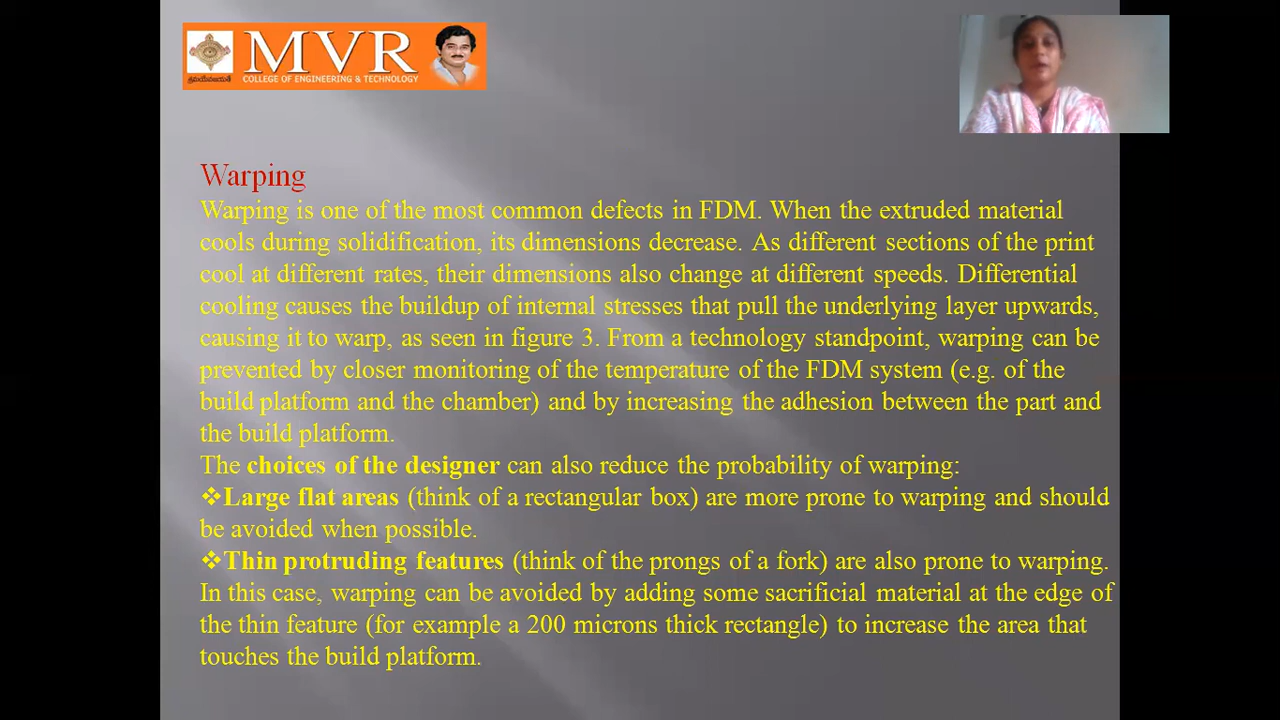 MVR
COLLEGE OF ENGINEERING & TECHNOLOGY
Warping
Warping is one of the most common defects in FDM. When the extruded material
cools during solidification, its dimensions decrease. As different sections of the print
cool at different rates, their dimensions also change at different speeds. Differential
cooling causes the buildup of internal stresses that pull the underlying layer upwards,
causing it to warp, as seen in figure 3. From a technology standpoint, warping can be
prevented by closer monitoring of the temperature of the FDM system (e.g. of the
build platform and the chamber) and by increasing the adhesion between the part and
the build platform.
The choices of the designer can also reduce the probability of warping:
❖Large flat areas (think of a rectangular box) are more prone to warping and should
be avoided when possible.
❖Thin protruding features (think of the prongs of a fork) are also prone to warping.
In this case, warping can be avoided by adding some sacrificial material at the edge of
the thin feature (for example a 200 microns thick rectangle) to increase the area that
touches the build platform.